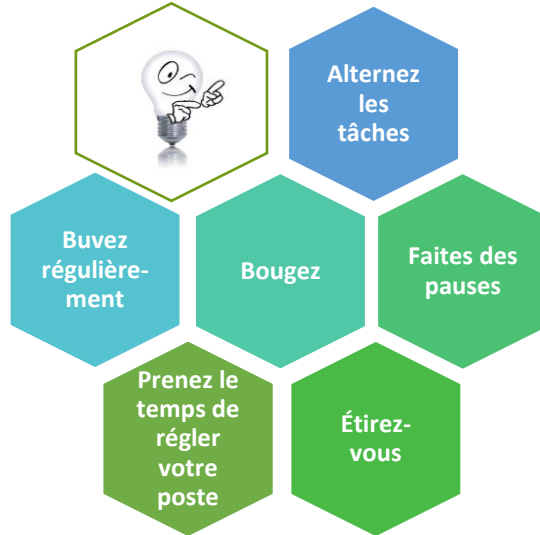 Alternez
les
tâches
Buvez
régulière-
ment
Bougez
Faites des
pauses
Prenez le
temps de
régler
votre
poste
Étirez-
vous